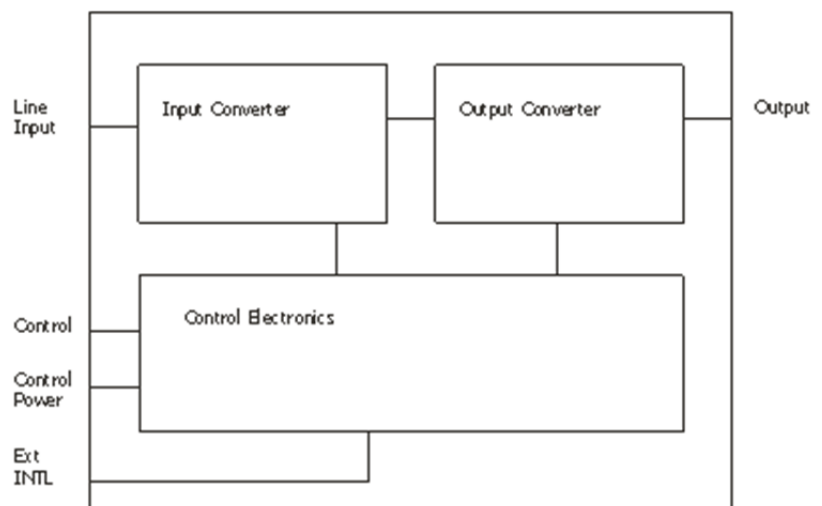 Line
Input
Input Converter
Output Converter
Output
Control
Control Electronics
Control
Power
Ext
INTL